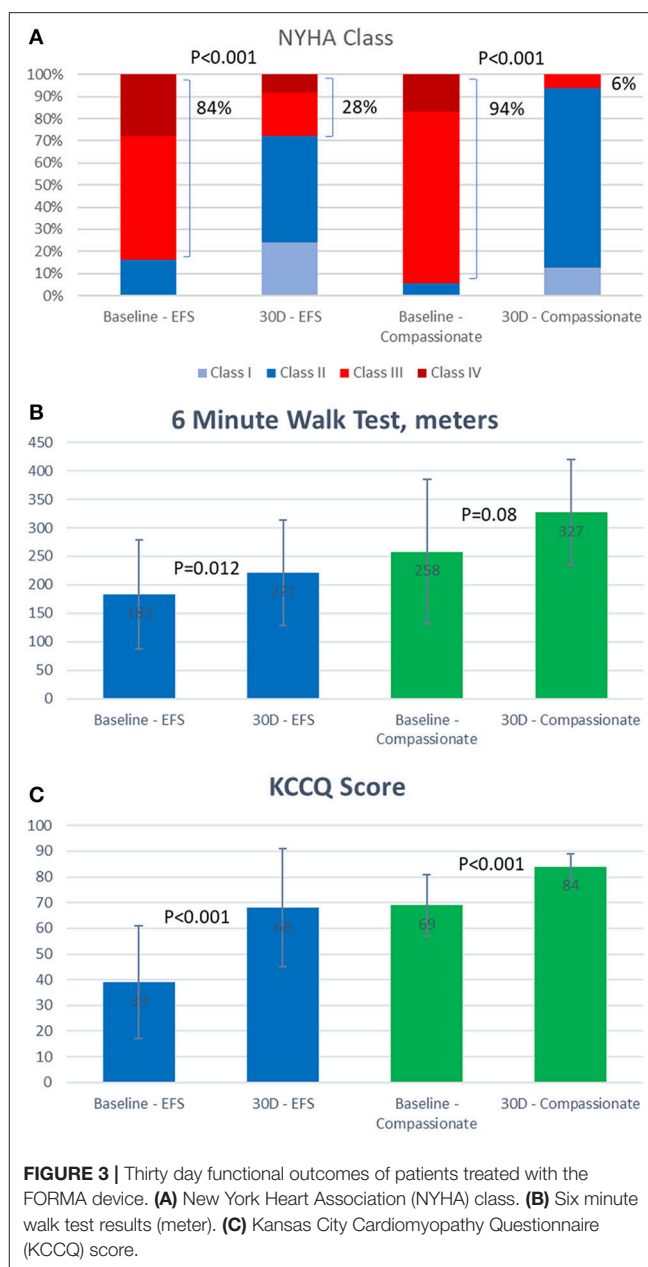 A
NYHA Class
P<0.001 P<0.001
100%
90%
80%
70%
60%
50%
40%
30%
20%
10%
0%
84%
28%
94%
6%
Baseline - EFS 30D - EFS Baseline - Compassionate 30D - Compassionate
Class I Class II Class III Class IV
B
6 Minute Walk Test, meters
450
400
350
300
250
200
150
100
50
0
P=0.012
P=0.08
183
221
258
327
Baseline - EFS 30D - EFS Baseline - Compassionate 30D - Compassionate
C
KCCQ Score
100
90
80
70
60
50
40
30
20
10
0
P<0.001
P<0.001
39
68
69
84
Baseline - EFS 30D - EFS Baseline - Compassionate 30D - Compassionate
FIGURE 3 | Thirty day functional outcomes of patients treated with the
FORMA device. (A) New York Heart Association (NYHA) class. (B) Six minute
walk test results (meter). (C) Kansas City Cardiomyopathy Questionnaire
(KCCQ) score.